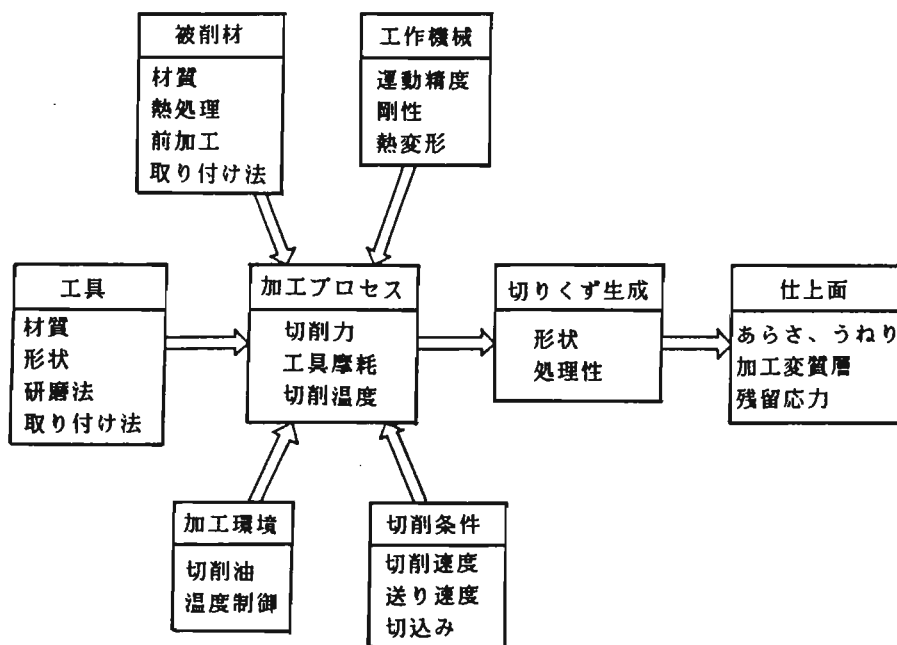 被削材
材質
熱処理
前加工
取り付け法
工作機械
運動精度
剛性
熱変形
工具
材質
形状
研磨法
取り付け法
加工プロセス
切削力
工具摩耗
切削温度
切りくず生成
形状
処理性
仕上面
あらさ、うねり
加工変質層
残留応力
加工環境
切削油
温度制御
切削条件
切削速度
送り速度
切込み